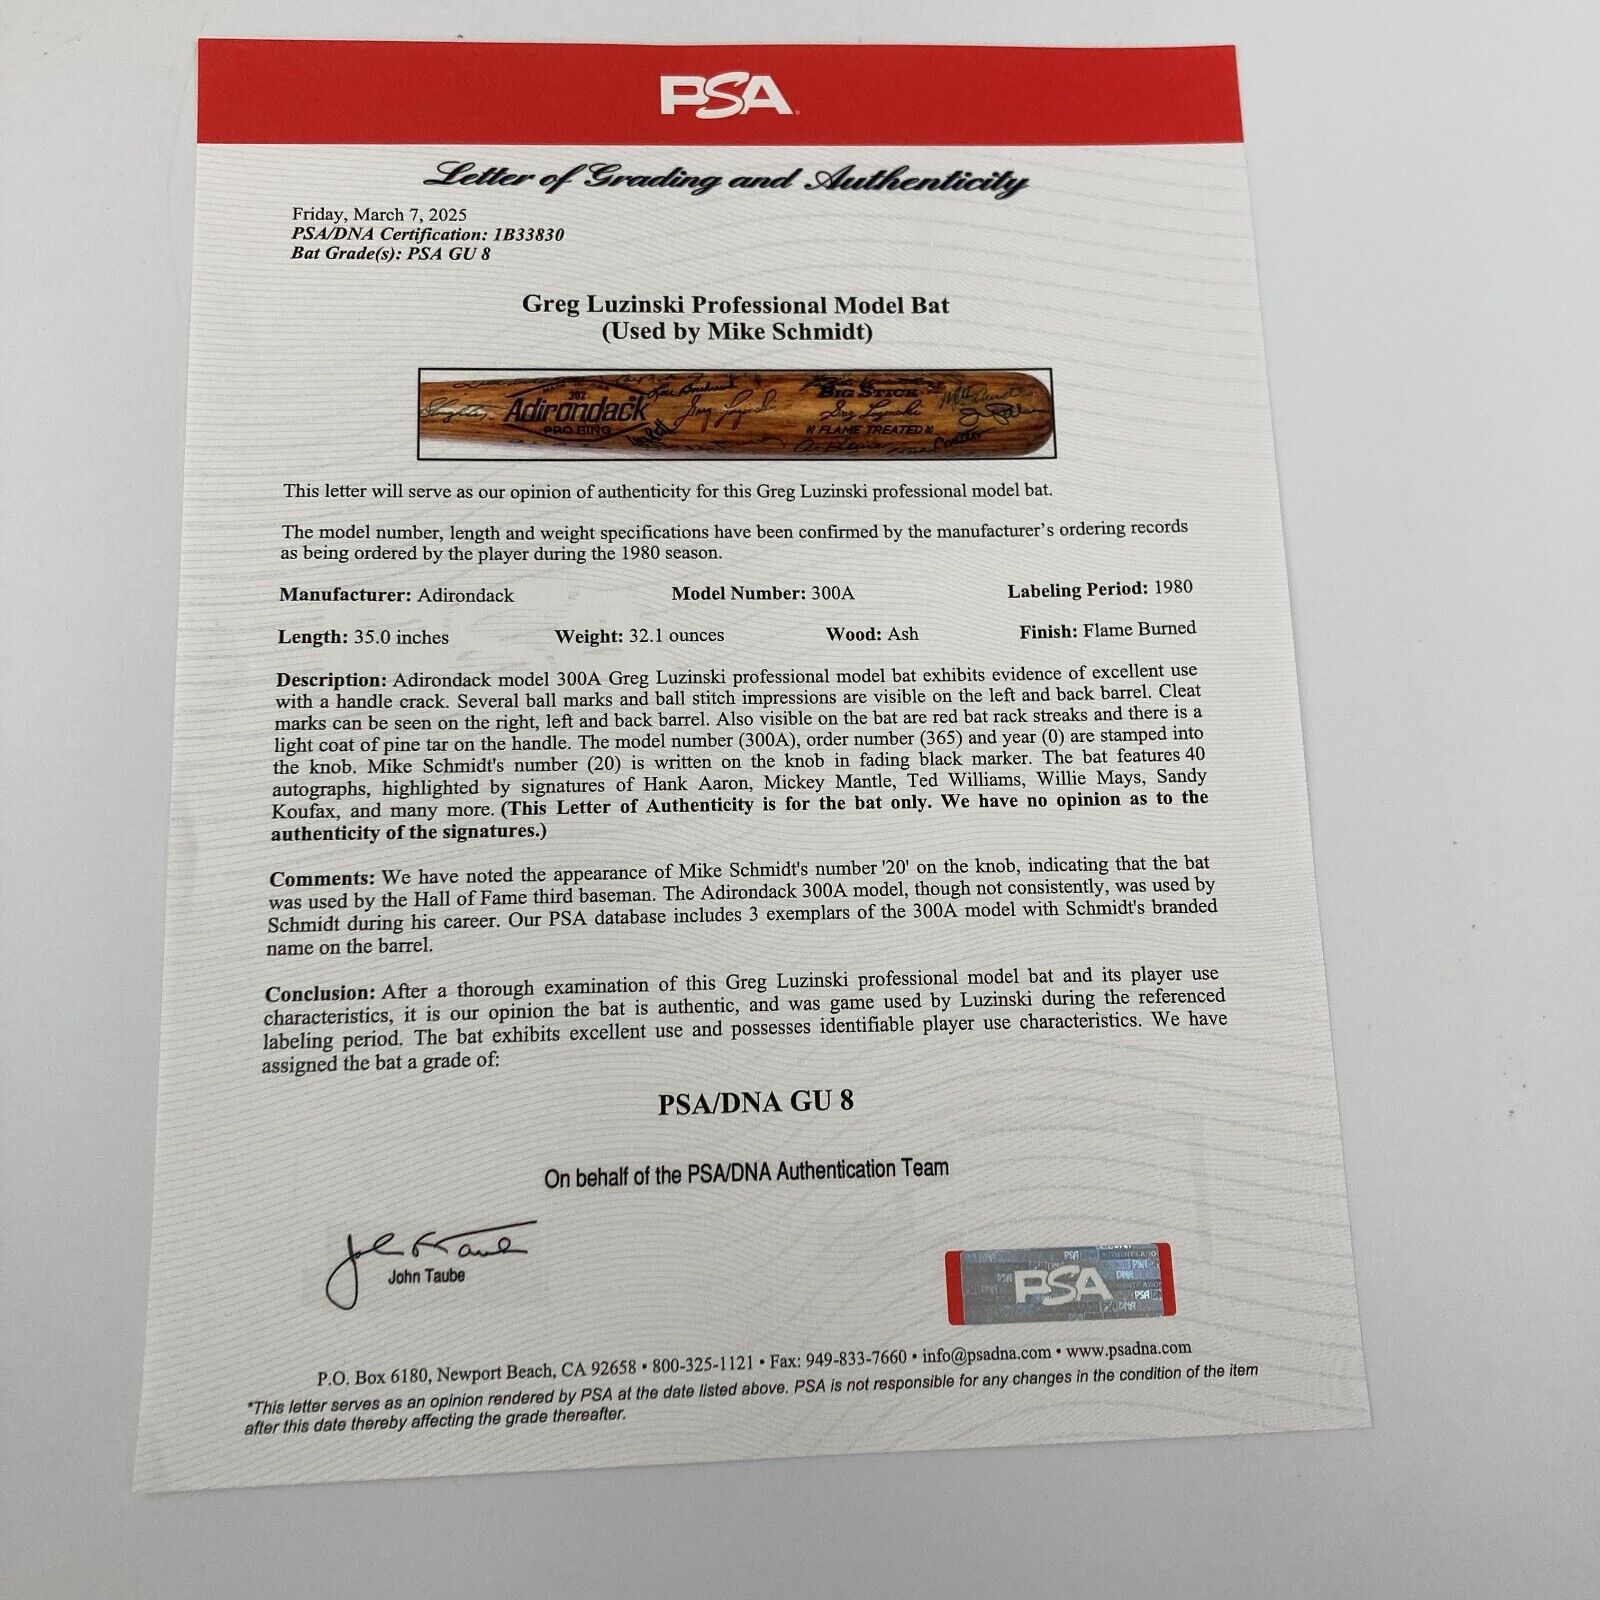 PSA
Letter of Grading and Authenticity
Friday, March 7, 2025
PSA/DNA Certification: 1B33830
Bat Grade(s): PSA GU 8
Greg Luzinski Professional Model Bat
(Used by Mike Schmidt)
302
Adirondack
PRO RING
BIG STICK
Greg Luzinski
FLAME TREATED
This letter will serve as our opinion of authenticity for this Greg Luzinski professional model bat.
The model number, length and weight specifications have been confirmed by the manufacturer's ordering records
as being ordered by the player during the 1980 season.
Manufacturer: Adirondack Model Number: 300A Labeling Period: 1980
Length: 35.0 inches Weight: 32.1 ounces Wood: Ash Finish: Flame Burned
Description: Adirondack model 300A Greg Luzinski professional model bat exhibits evidence of excellent use
with a handle crack. Several ball marks and ball stitch impressions are visible on the left and back barrel. Cleat
marks can be seen on the right, left and back barrel. Also visible on the bat are red bat rack streaks and there is a
light coat of pine tar on the handle. The model number (300A), order number (365) and year (0) are stamped into
the knob. Mike Schmidt's number (20) is written on the knob in fading black marker. The bat features 40
autographs, highlighted by signatures of Hank Aaron, Mickey Mantle, Ted Williams, Willie Mays, Sandy
Koufax, and many more. (This Letter of Authenticity is for the bat only. We have no opinion as to the
authenticity of the signatures.)
Comments: We have noted the appearance of Mike Schmidt's number '20' on the knob, indicating that the bat
was used by the Hall of Fame third baseman. The Adirondack 300A model, though not consistently, was used by
Schmidt during his career. Our PSA database includes 3 exemplars of the 300A model with Schmidt's branded
name on the barrel.
Conclusion: After a thorough examination of this Greg Luzinski professional model bat and its player use
characteristics, it is our opinion the bat is authentic, and was game used by Luzinski during the referenced
labeling period. The bat exhibits excellent use and possesses identifiable player use characteristics. We have
assigned the bat a grade of:
PSA/DNA GU 8
On behalf of the PSA/DNA Authentication Team
John Taube
PSA
P.O. Box 6180, Newport Beach, CA 92658 • 800-325-1121 • Fax: 949-833-7660 • info@psadna.com • www.psadna.com
*This letter serves as an opinion rendered by PSA at the date listed above. PSA is not responsible for any changes in the condition of the item
after this date thereby affecting the grade thereafter.